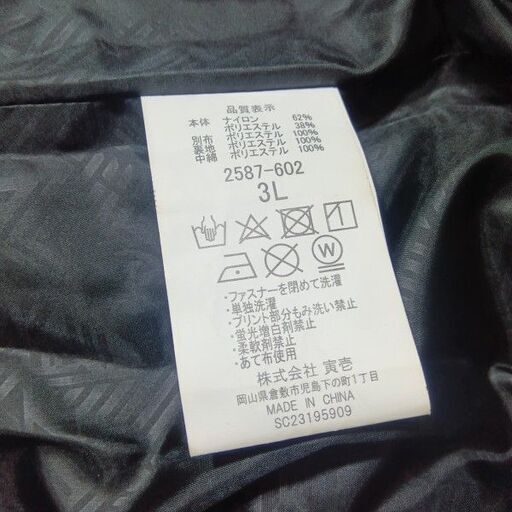 品質表示
本体 ナイロン 62%
ポリエステル 38%
別布 ポリエステル 100%
裏地 ポリエステル 100%
中綿 ポリエステル 100%
2587-602
3L
W
・ファスナーを閉めて洗濯
・単独洗濯
・プリント部分もみ洗い禁止
・蛍光増白剤禁止
・柔軟剤禁止
・あて布使用
株式会社 寅壱
岡山県倉敷市児島下の町1丁目
MADE IN CHINA
SC23195909